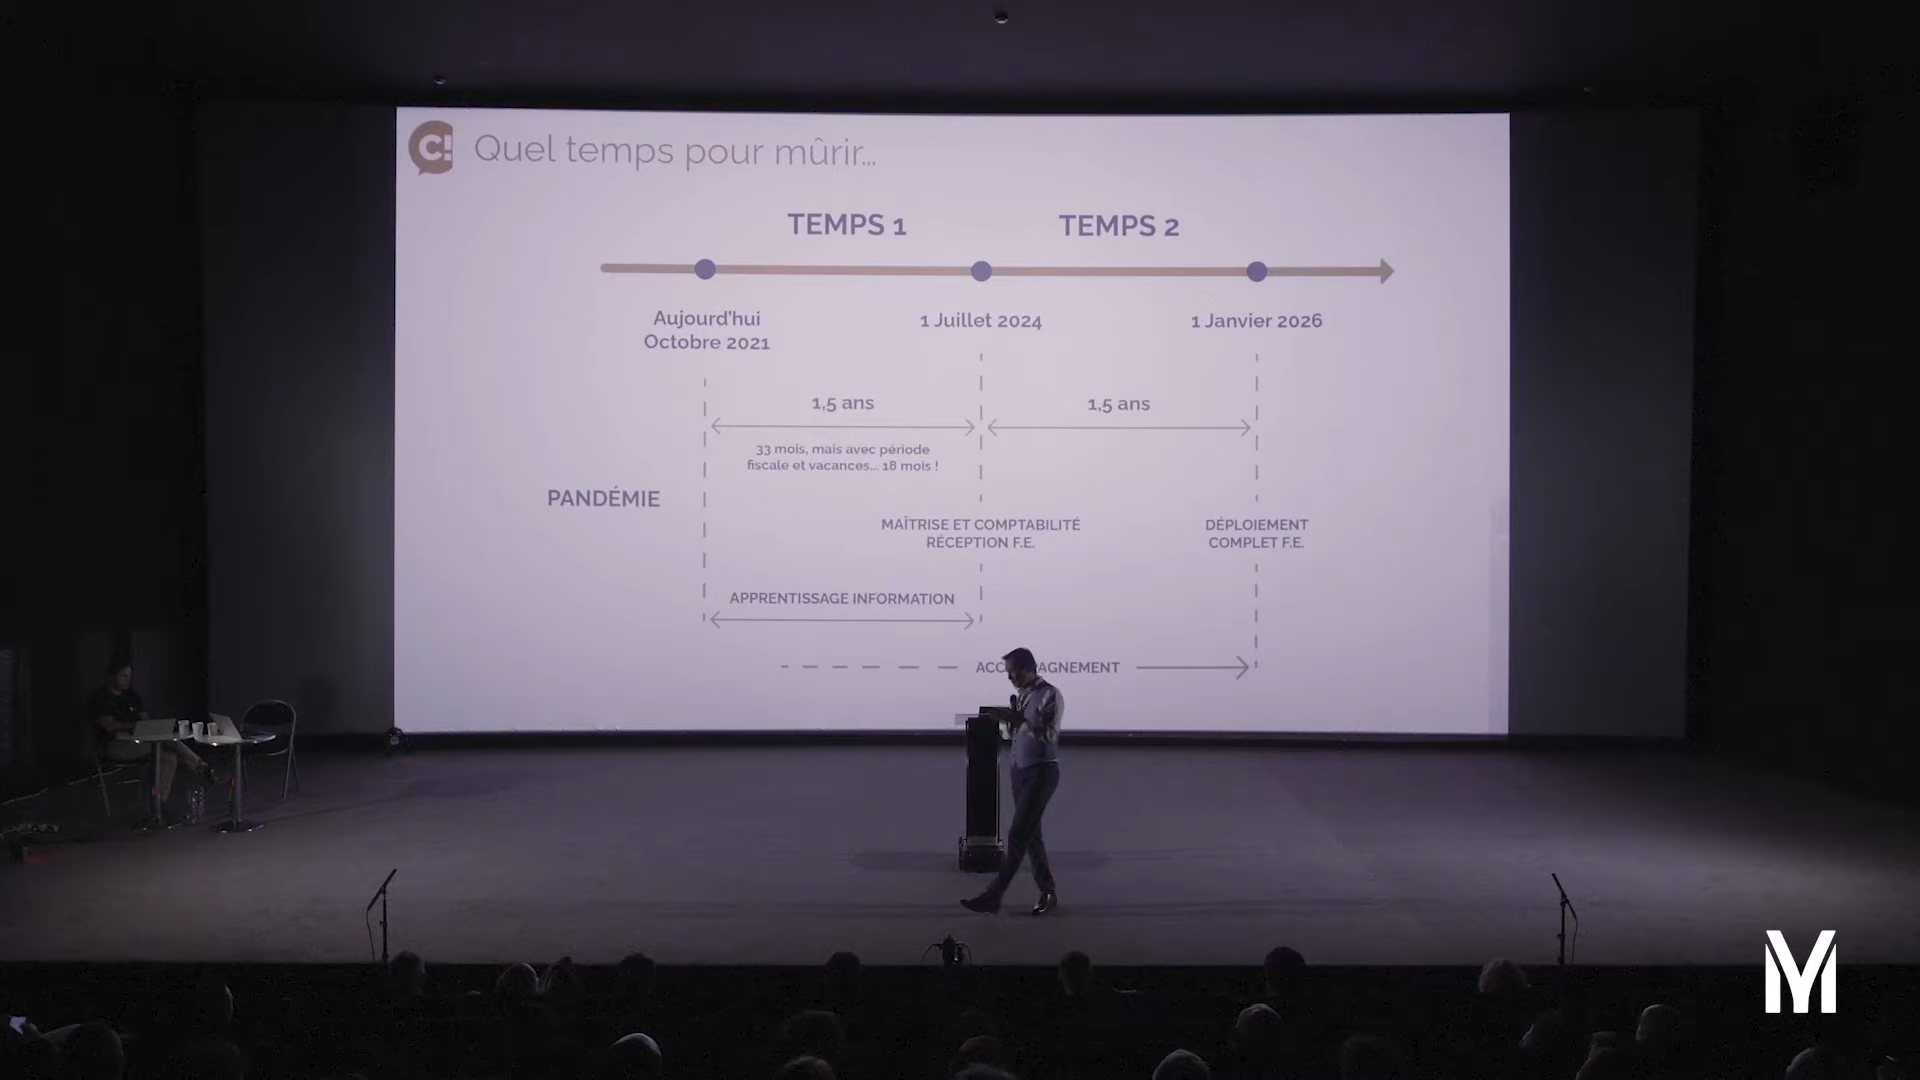 C!
Quel temps pour mûrir...
TEMPS 1
TEMPS 2
Aujourd'hui
Octobre 2021
1 Juillet 2024
1 Janvier 2026
1,5 ans
1,5 ans
33 mois, mais avec période
fiscale et vacances... 18 mois !
PANDÉMIE
MAÎTRISE ET COMPTABILITÉ
RÉCEPTION F.E.
DÉPLOIEMENT
COMPLET F.E.
APPRENTISSAGE INFORMATION